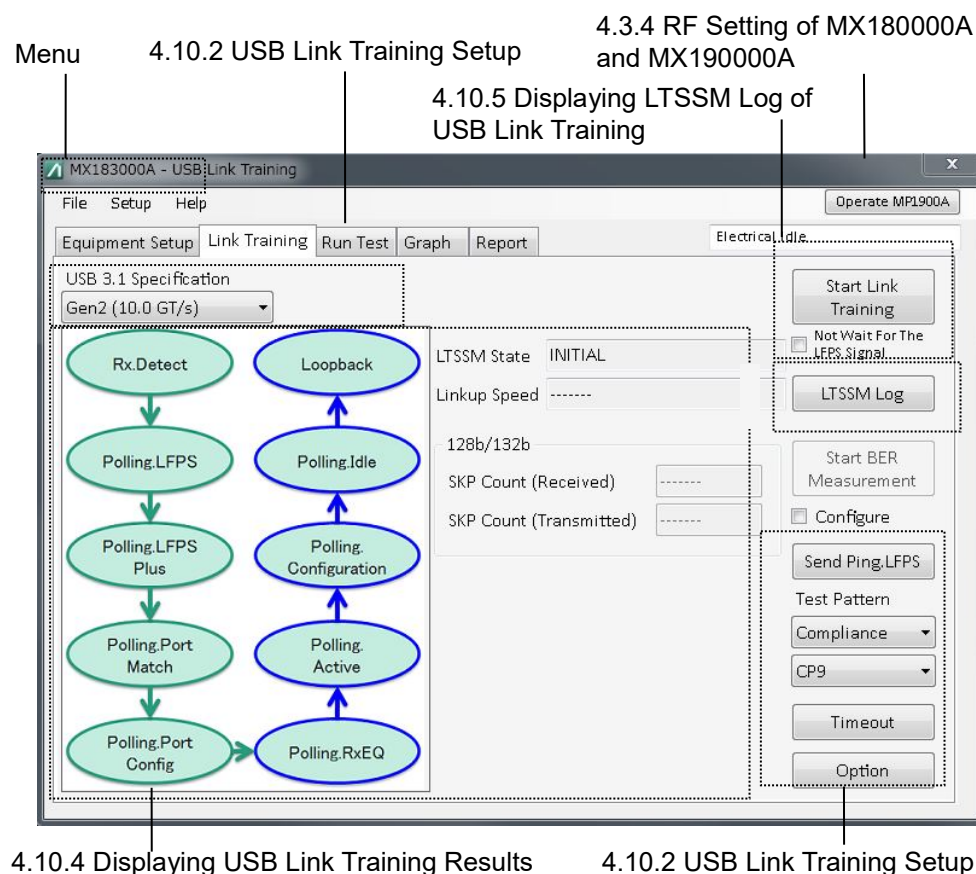 4.3.4 RF Setting of MX180000A
and MX190000A
Menu
4.10.2 USB Link Training Setup
4.10.5 Displaying LTSSM Log of
USB Link Training
MX183000A - USB Link Training
x
File Setup Help
Operate MP1900A
Equipment Setup Link Training Run Test Graph Report
Electrical Idle
USB 3.1 Specification
Gen2 (10.0 GT/s)
Start Link
Training
Not Wait For The
LFPS Signal
Rx.Detect
Loopback
LTSSM State INITIAL
Linkup Speed -------
LTSSM Log
Polling.LFPS
Polling.Idle
128b/132b
SKP Count (Received) -------
SKP Count (Transmitted) -------
Start BER
Measurement
Configure
Polling.LFPS
Plus
Polling.
Configuration
Send Ping.LFPS
Test Pattern
Compliance
CP9
Polling.Port
Match
Polling.
Active
Timeout
Polling.Port
Config
Polling.RxEQ
Option
4.10.4 Displaying USB Link Training Results
4.10.2 USB Link Training Setup